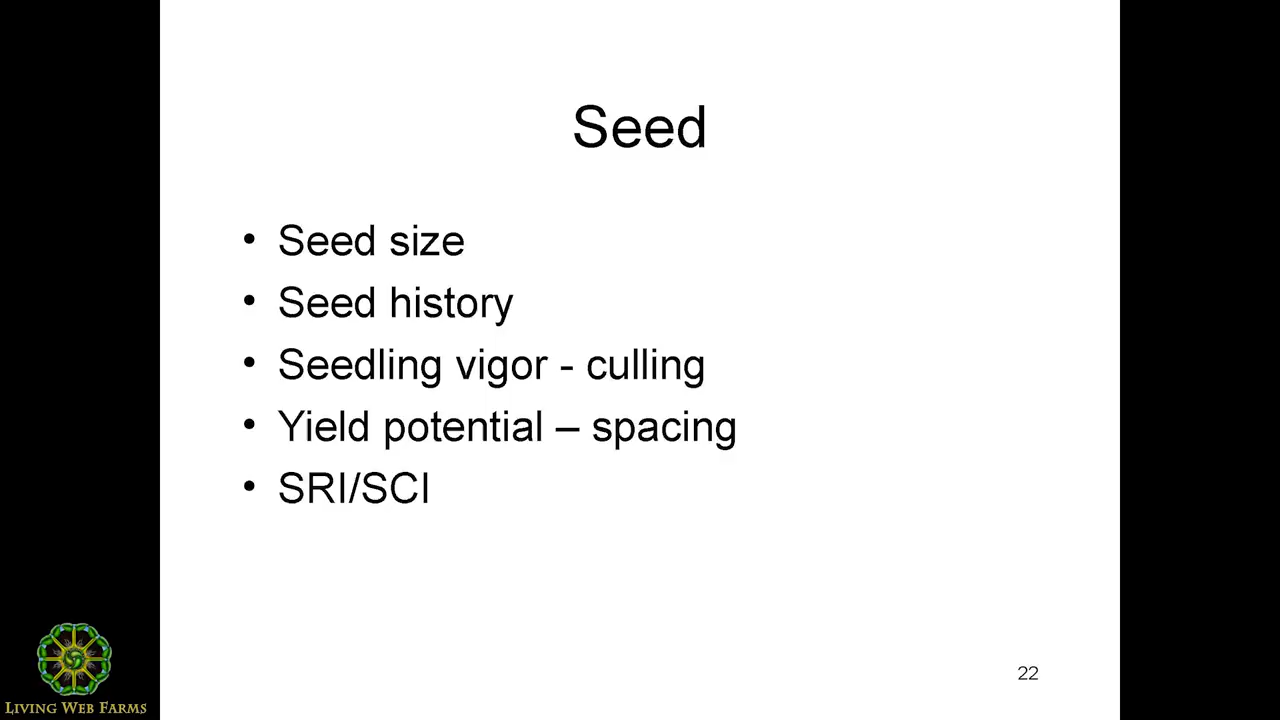 Seed
• Seed size
• Seed history
• Seedling vigor - culling
• Yield potential – spacing
• SRI/SCI
22
LIVING WEB FARMS